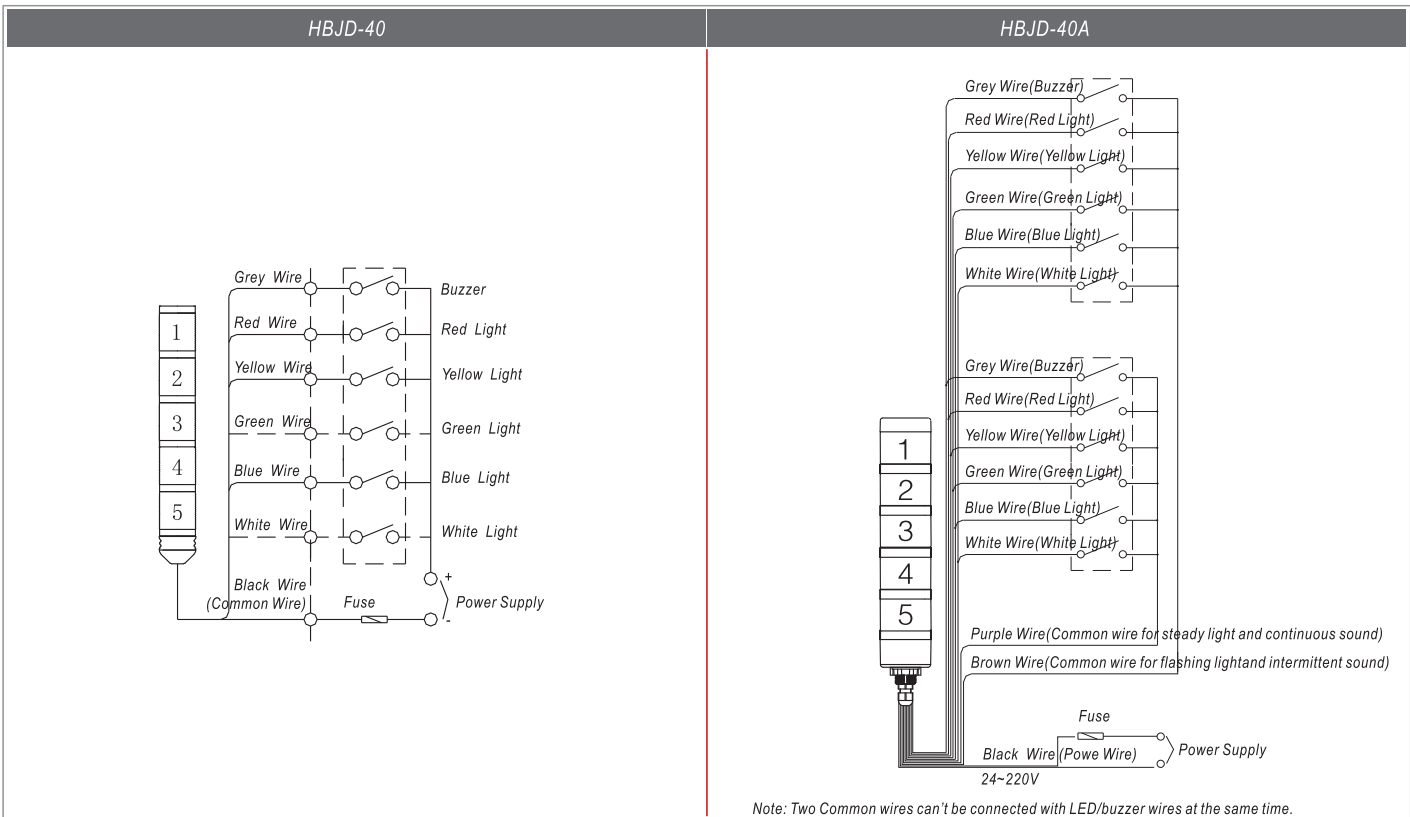 HBJD-40
Grey Wire
Buzzer
Red Wire
Red Light
Yellow Wire
Yellow Light
Green Wire
Green Light
Blue Wire
Blue Light
White Wire
White Light
Black Wire
(Common Wire)
Fuse
+
-
Power Supply
1
2
3
4
5
HBJD-40A
Grey Wire(Buzzer)
Red Wire(Red Light)
Yellow Wire(Yellow Light)
Green Wire(Green Light)
Blue Wire(Blue Light)
White Wire(White Light)
Grey Wire(Buzzer)
Red Wire(Red Light)
Yellow Wire(Yellow Light)
Green Wire(Green Light)
Blue Wire(Blue Light)
White Wire(White Light)
1
2
3
4
5
Purple Wire(Common wire for steady light and continuous sound)
Brown Wire(Common wire for flashing lightand intermittent sound)
Fuse
Black Wire (Powe Wire)
Power Supply
24~220V
Note: Two Common wires can't be connected with LED/buzzer wires at the same time.